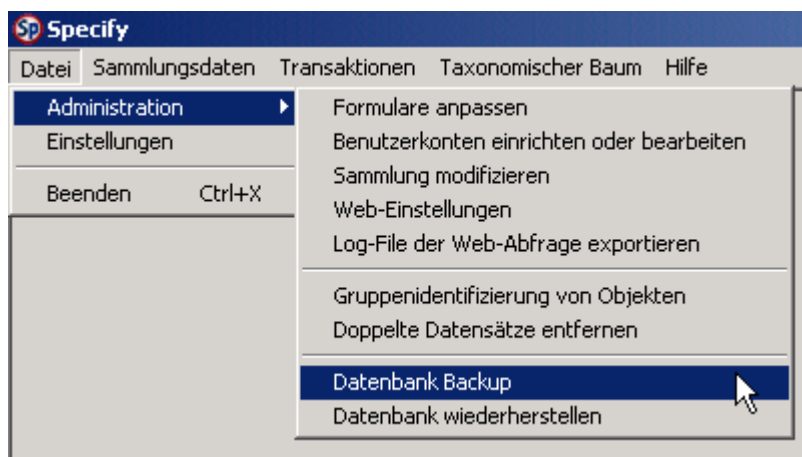 Sp Specify
Datei Sammlungsdaten Transaktionen Taxonomischer Baum Hilfe
Administration
Einstellungen
Beenden Ctrl+X
Formulare anpassen
Benutzerkonten einrichten oder bearbeiten
Sammlung modifizieren
Web-Einstellungen
Log-File der Web-Abfrage exportieren
Gruppenidentifizierung von Objekten
Doppelte Datensätze entfernen
Datenbank Backup
Datenbank wiederherstellen